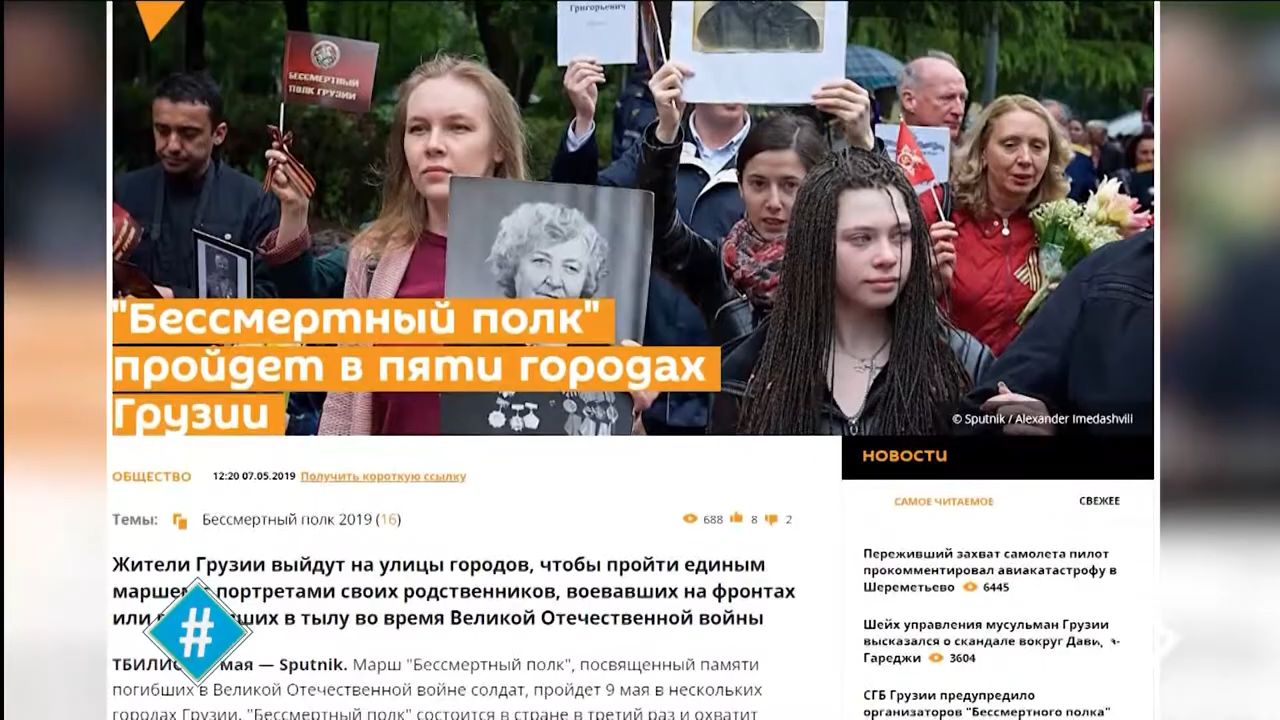 Григорьевич
БЕССМЕРТНЫЙ
ПОЛК ГРУЗИИ
"Бессмертный полк"
пройдет в пяти городах
Грузии
© Sputnik / Alexander Imedashvili
НОВОСТИ
ОБЩЕСТВО 12:20 07.05.2019 Получить короткую ссылку
САМОЕ ЧИТАЕМОЕ СВЕЖЕЕ
Темы: Бессмертный полк 2019 (16) 688 8 2
Жители Грузии выйдут на улицы городов, чтобы пройти единым
портретами своих родственников, воевавших на фронтах
или в тылу во время Великой Отечественной войны
#
мая — Sputnik. Марш "Бессмертный полк", посвященный памяти
погибших в Великой Отечественной войне солдат, пройдет 9 мая в нескольких
городах Грузии. "Бессмертный полк" состоится в стране в третий раз и охватит
Переживший захват самолета пилот
прокомментировал авиакатастрофу в
Шереметьево 6445
Шейх управления мусульман Грузии
высказался о скандале вокруг
Гареджи 3604
СГБ Грузии предупредило
организаторов "Бессмертного полка"